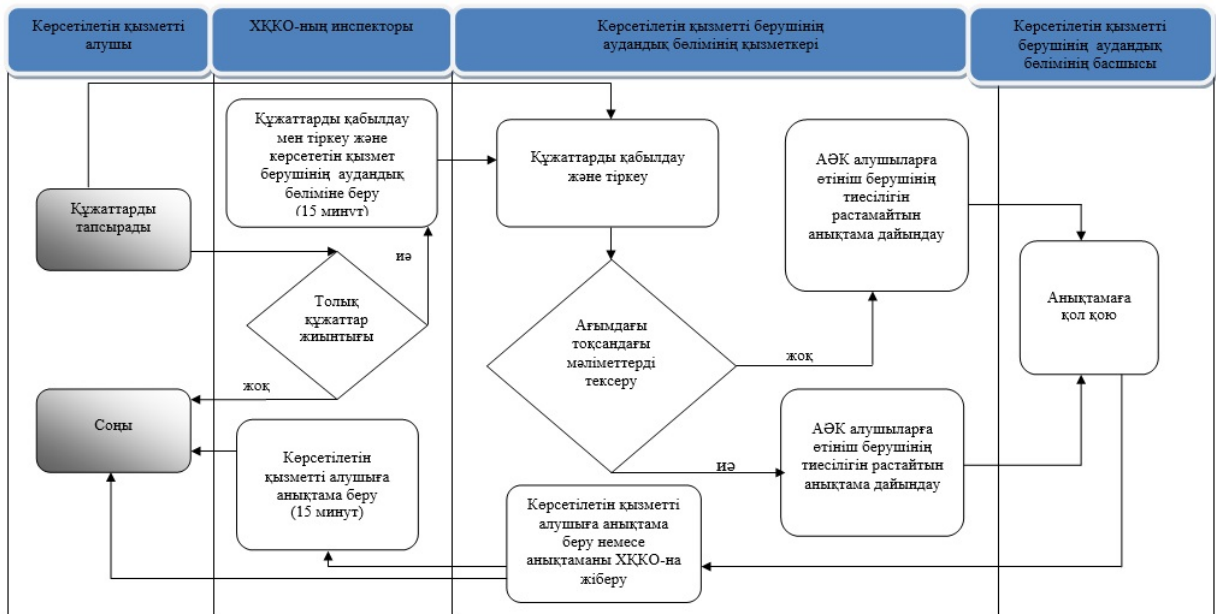 Көрсетілетін қызметті
алушы
ХҚКО-ның инспекторы
Көрсетілетін қызметті берушінің
аудандық бөлімінің қызметкері
Көрсетілетін қызметті
берушінің аудандық
бөлімінің басшысы
Құжаттарды
тапсырады
Құжаттарды қабылдау
мен тіркеу және
көрсететін қызмет
берушінің аудандық
бөліміне беру
(15 минут)
иә
Толық
құжаттар
жиынтығы
жоқ
Соңы
Көрсетілетін
қызметті алушыға
анықтама беру
(15 минут)
Құжаттарды қабылдау
және тіркеу
Ағымдағы
тоқсандағы
мәліметтерді
тексеру
жоқ
иә
АӘК алушыларға
өтініш берушінің
тиесілігін
растамайтын
анықтама дайындау
АӘК алушыларға
өтініш берушінің
тиесілігін растайтын
анықтама дайындау
Көрсетілетін қызметті
алушыға анықтама
беру немесе
анықтаманы ХҚКО-на
жіберу
Анықтамаға
қол қою